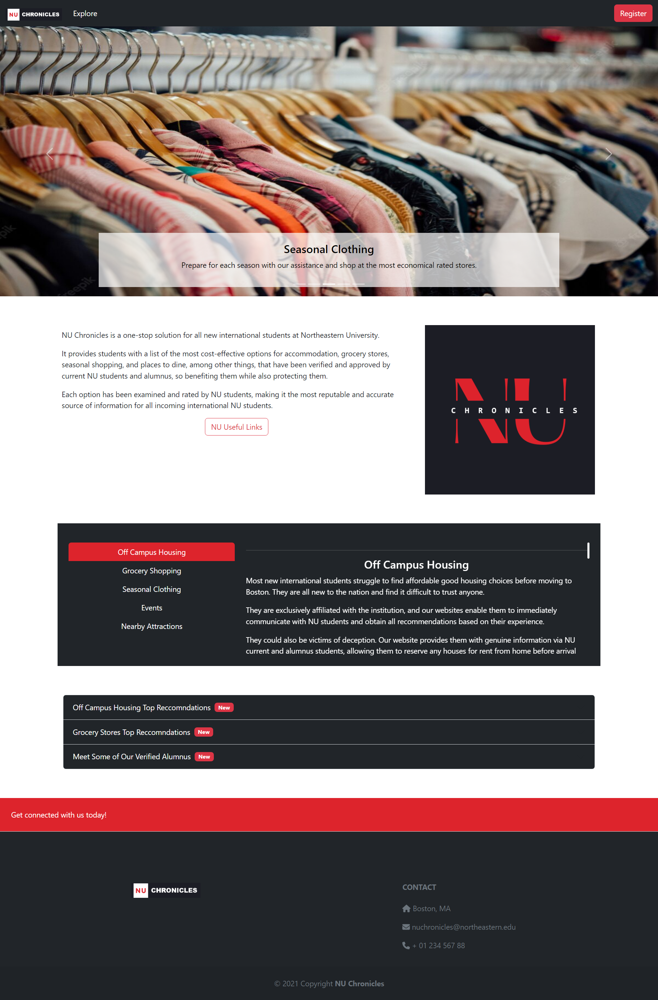 NU CHRONICLES
Explore
Register
freepik
Seasonal Clothing
Prepare for each season with our assistance and shop at the most economical rated stores.
NU Chronicles is a one-stop solution for all new international students at Northeastern University.
It provides students with a list of the most cost-effective options for accommodation, grocery stores,
seasonal shopping, and places to dine, among other things, that have been verified and approved by
current NU students and alumnus, so benefiting them while also protecting them.
Each option has been examined and rated by NU students, making it the most reputable and accurate
source of information for all incoming international NU students.
NU Useful Links
NU
CHRONICLES
Off Campus Housing
Grocery Shopping
Seasonal Clothing
Events
Nearby Attractions
Off Campus Housing
Most new international students struggle to find affordable good housing choices before moving to
Boston. They are all new to the nation and find it difficult to trust anyone.
They are exclusively affiliated with the institution, and our websites enable them to immediately
communicate with NU students and obtain all recommendations based on their experience.
They could also be victims of deception. Our website provides them with genuine information via NU
current and alumnus students, allowing them to reserve any houses for rent from home before arrival
Off Campus Housing Top Reccomndations New
Grocery Stores Top Reccomndations New
Meet Some of Our Verified Alumnus New
Get connected with us today!
NU CHRONICLES
CONTACT
Boston, MA
nuchronicles@northeastern.edu
+ 01 234 567 88
© 2021 Copyright NU Chronicles